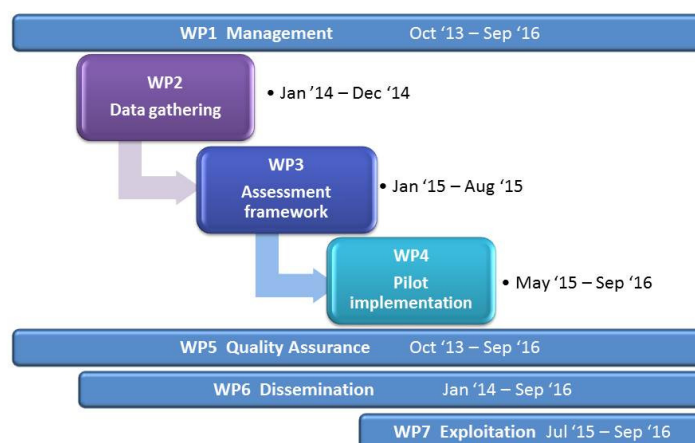 WP1 Management Oct ‘13 – Sep ‘16
WP2
Data gathering
• Jan ’14 – Dec ‘14
WP3
Assessment
framework
• Jan ‘15 – Aug ‘15
WP4
Pilot
implementation
• May ‘15 – Sep ‘16
WP5 Quality Assurance Oct ‘13 – Sep ‘16
WP6 Dissemination Jan ‘14 – Sep ‘16
WP7 Exploitation Jul ‘15 – Sep ‘16